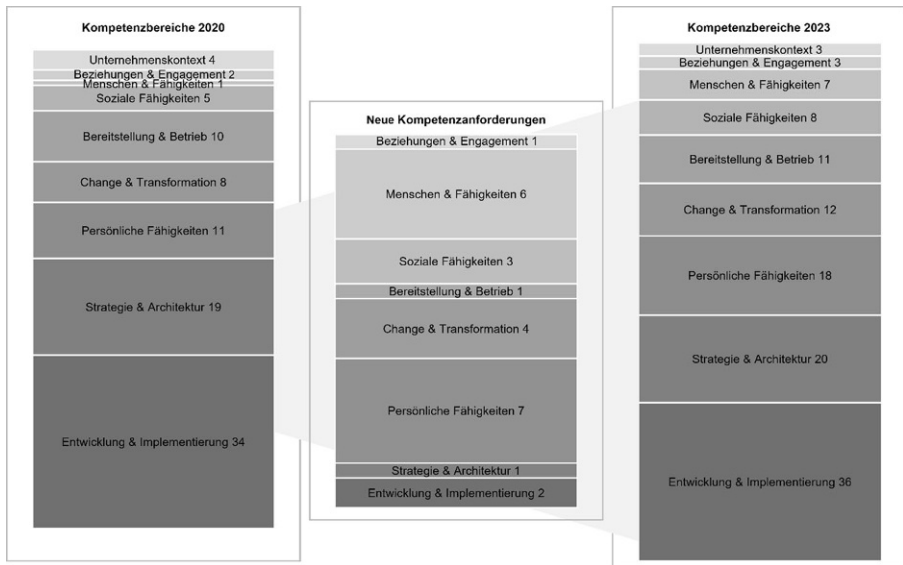 Kompetenzbereiche 2020
Unternehmenskontext 4
Beziehungen & Engagement 2
Menschen & Fähigkeiten 1
Soziale Fähigkeiten 5
Bereitstellung & Betrieb 10
Change & Transformation 8
Persönliche Fähigkeiten 11
Strategie & Architektur 19
Entwicklung & Implementierung 34
Neue Kompetenzanforderungen
Beziehungen & Engagement 1
Menschen & Fähigkeiten 6
Soziale Fähigkeiten 3
Bereitstellung & Betrieb 1
Change & Transformation 4
Persönliche Fähigkeiten 7
Strategie & Architektur 1
Entwicklung & Implementierung 2
Kompetenzbereiche 2023
Unternehmenskontext 3
Beziehungen & Engagement 3
Menschen & Fähigkeiten 7
Soziale Fähigkeiten 8
Bereitstellung & Betrieb 11
Change & Transformation 12
Persönliche Fähigkeiten 18
Strategie & Architektur 20
Entwicklung & Implementierung 36